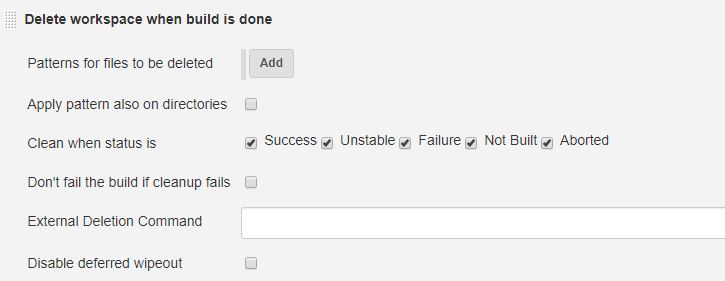 Delete workspace when build is done
Patterns for files to be deleted Add
Apply pattern also on directories
Clean when status is Success Unstable Failure Not Built Aborted
Don't fail the build if cleanup fails
External Deletion Command
Disable deferred wipeout